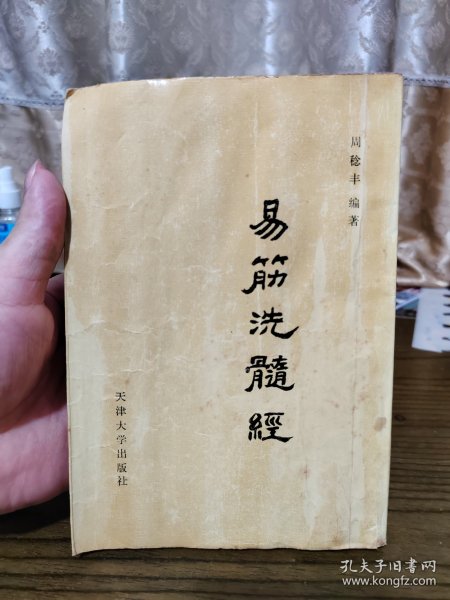 周稔丰 编著
易筋洗髓經
天津大学出版社
孔夫子旧书网
www.kongfz.com